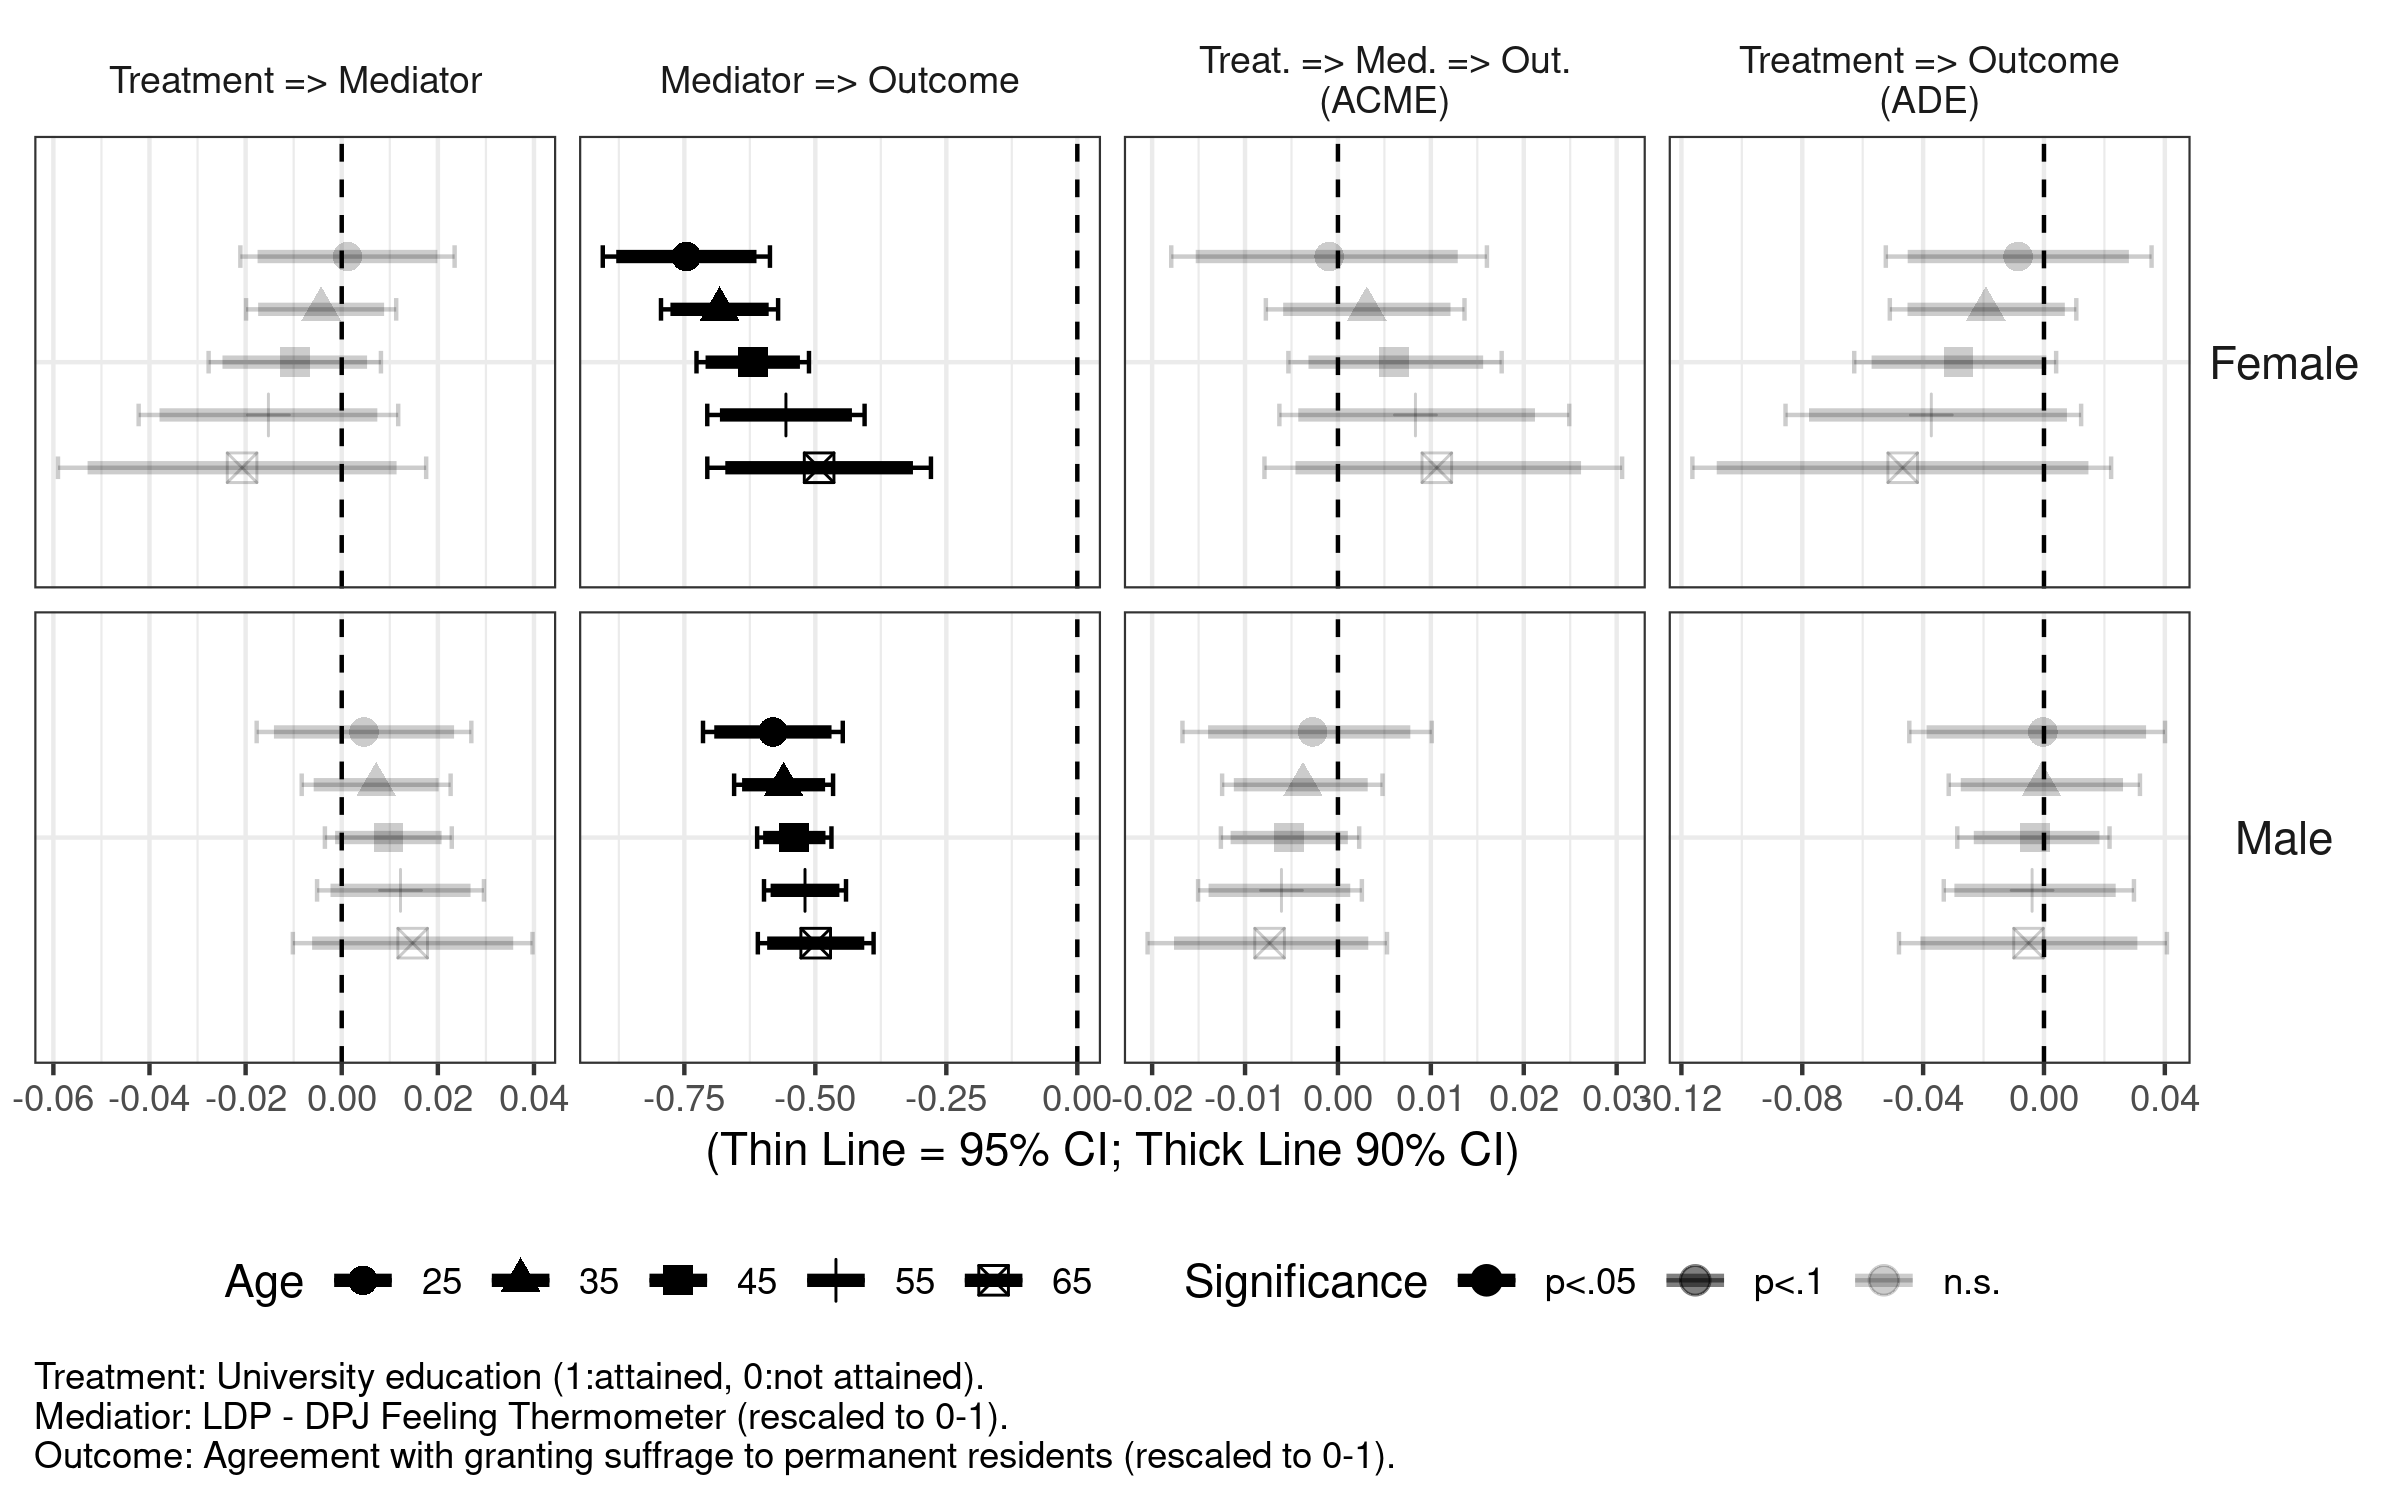 Treatment => Mediator
Mediator => Outcome
Treat. => Med. => Out.
(ACME)
Treatment => Outcome
(ADE)
Female
Male
-0.06 -0.04 -0.02 0.00 0.02 0.04
-0.75 -0.50 -0.25 0.00
-0.02 -0.01 0.00 0.01 0.02 0.03
-0.12 -0.08 -0.04 0.00 0.04
(Thin Line = 95% CI; Thick Line 90% CI)
Age 25 35 45 55 65
Significance p<.05 p<.1 n.s.
Treatment: University education (1:attained, 0:not attained).
Mediatior: LDP - DPJ Feeling Thermometer (rescaled to 0-1).
Outcome: Agreement with granting suffrage to permanent residents (rescaled to 0-1).